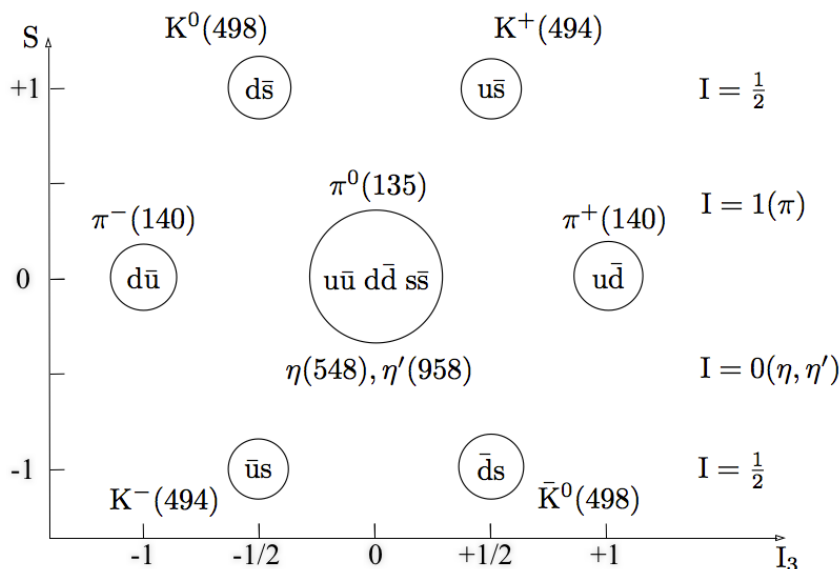 K⁰(498) K⁺(494)
S
+1 ds̄ us̄ I = ½
π⁰(135)
π⁻(140) π⁺(140) I = 1(π)
0 dū uū dd̄ ss̄ ud̄
η(548), η′(958) I = 0(η, η′)
-1 ūs d̄s I = ½
K⁻(494) K̄⁰(498)
-1 -1/2 0 +1/2 +1 I₃